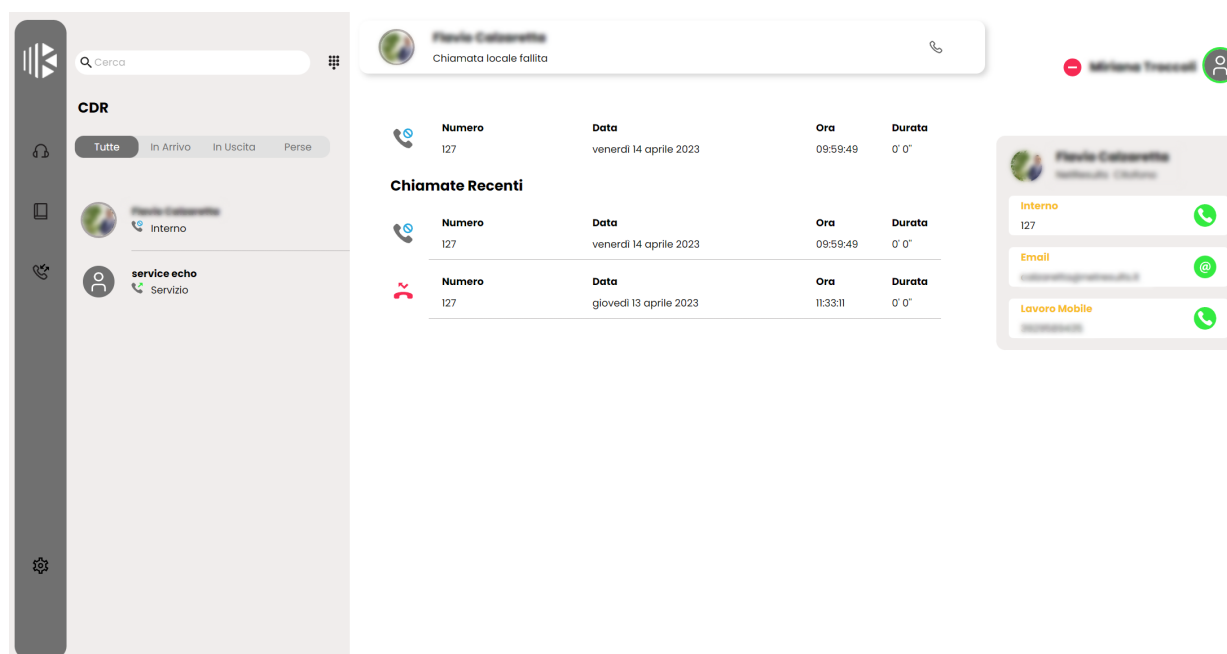 Cerca
CDR
Tutte In Arrivo In Uscita Perse
Interno
service echo
Servizio
Chiamata locale fallita
Numero Data Ora Durata
127 venerdì 14 aprile 2023 09:59:49 0' 0"
Chiamate Recenti
Numero Data Ora Durata
127 venerdì 14 aprile 2023 09:59:49 0' 0"
Numero Data Ora Durata
127 giovedì 13 aprile 2023 11:33:11 0' 0"
Interno
127
Email
@
Lavoro Mobile